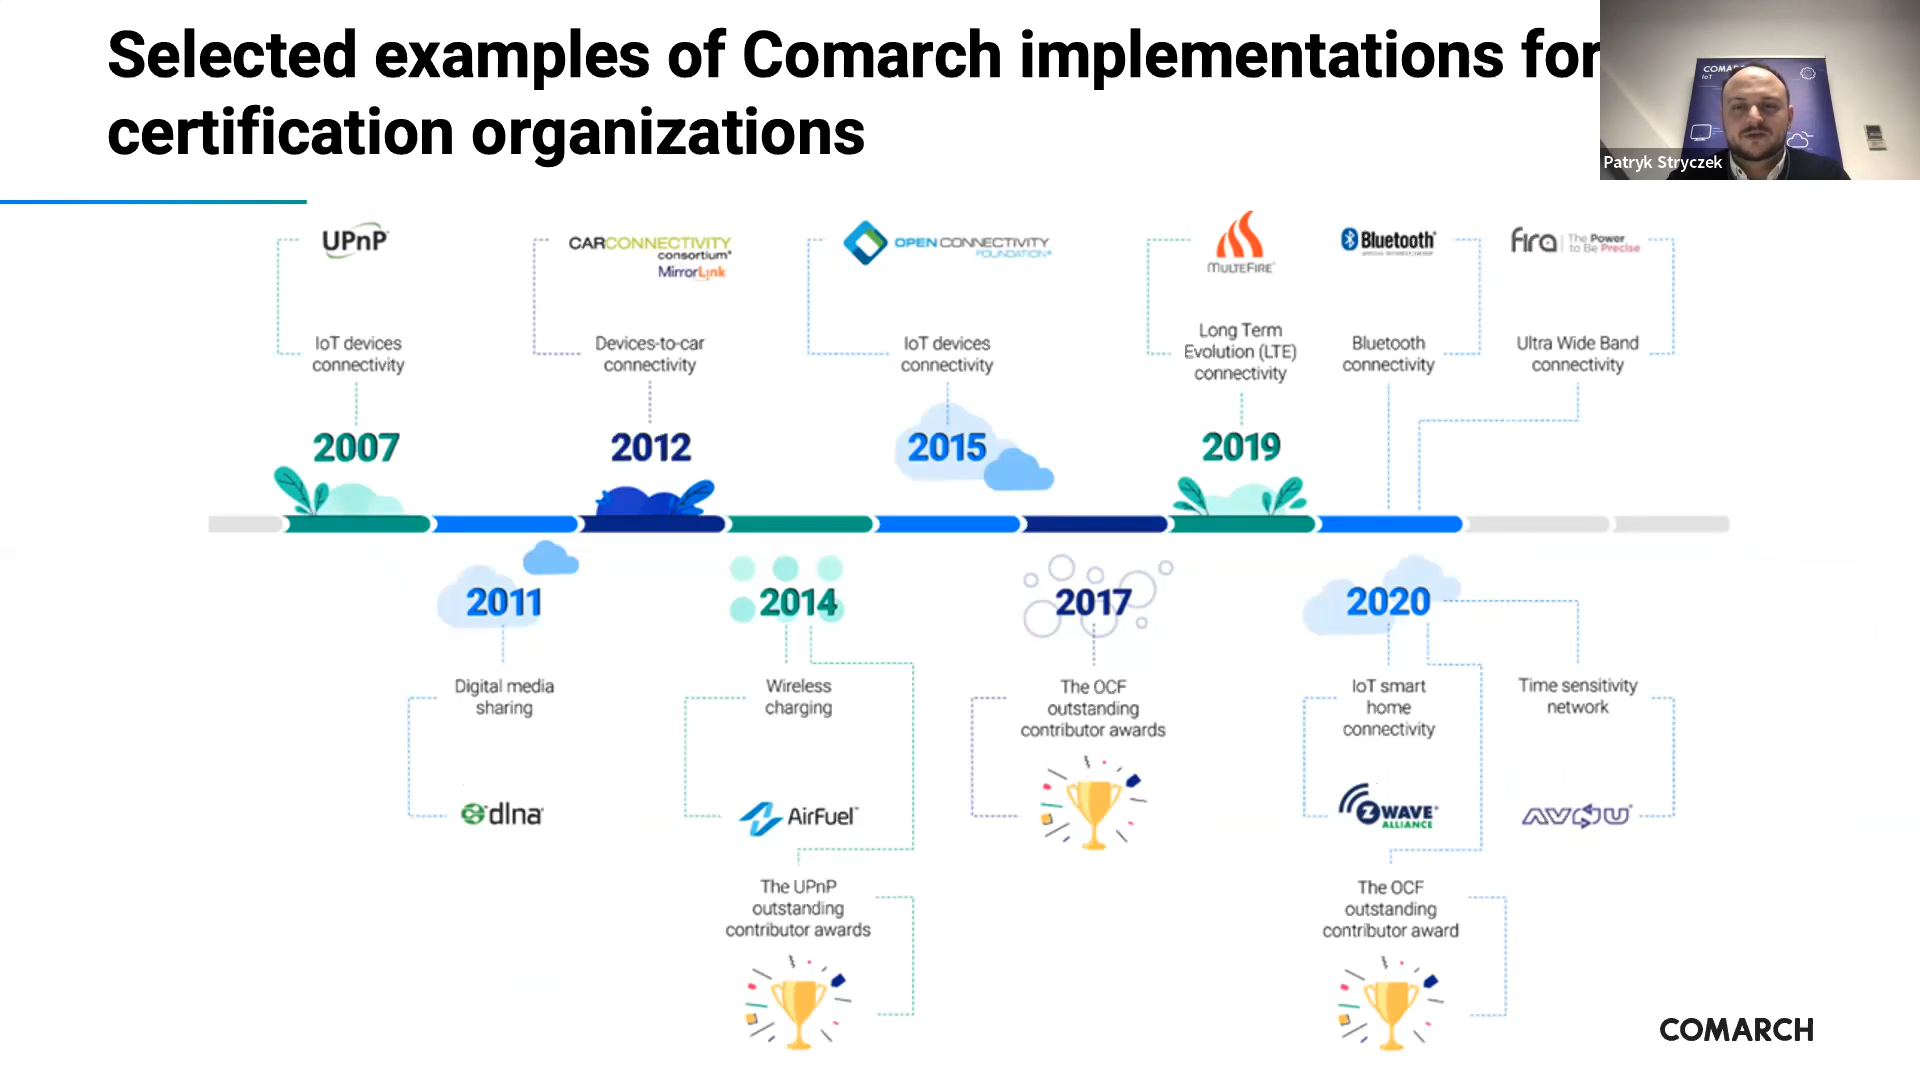 Selected examples of Comarch implementations for
certification organizations
COMARCH
IoT
Patryk Stryczek
UPnP
CARCONNECTIVITY
consortium®
MirrorLink
OPEN CONNECTIVITY
FOUNDATION®
MULTEFIRE
Bluetooth®
fira | The Power
to Be Precise
IoT devices
connectivity
Devices-to-car
connectivity
IoT devices
connectivity
Long Term
Evolution (LTE)
connectivity
Bluetooth
connectivity
Ultra Wide Band
connectivity
2007
2012
2015
2019
2011
2014
2017
2020
Digital media
sharing
Wireless
charging
The OCF
outstanding
contributor awards
IoT smart
home
connectivity
Time sensitivity
network
dlna
AirFuel™
Z WAVE
ALLIANCE
AVNU
The UPnP
outstanding
contributor awards
The OCF
outstanding
contributor award
COMARCH